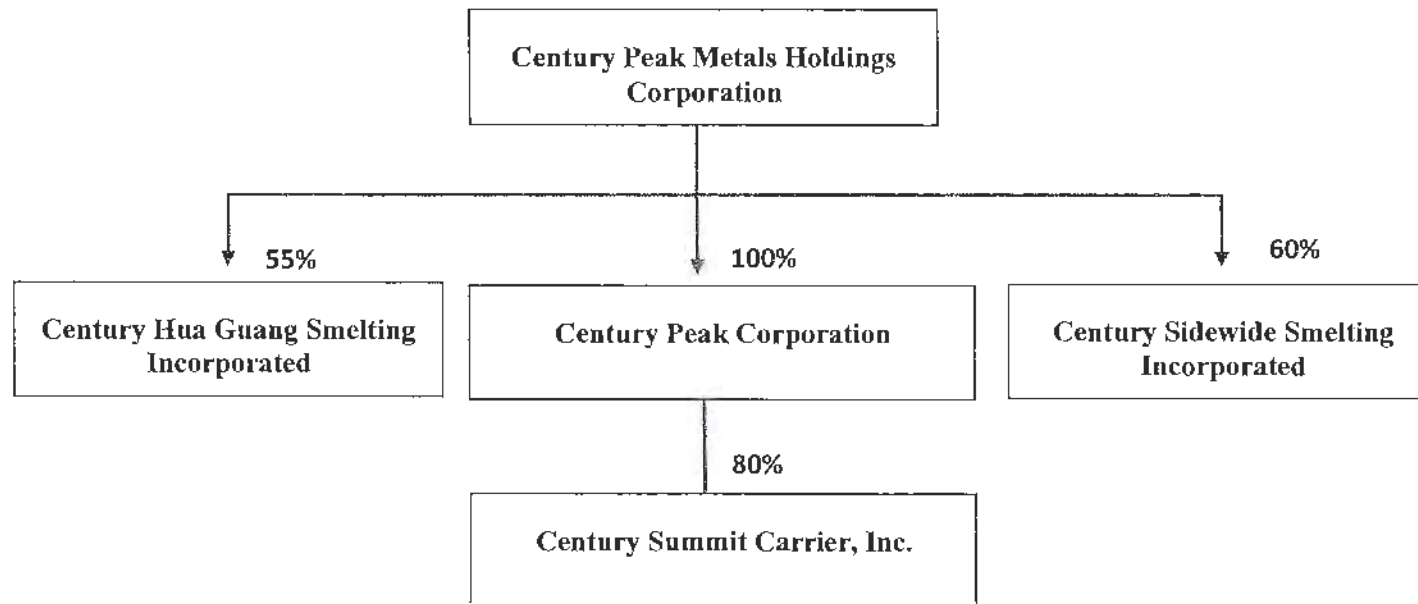 Century Peak Metals Holdings
Corporation
55%
100%
60%
Century Hua Guang Smelting
Incorporated
Century Peak Corporation
Century Sidewide Smelting
Incorporated
80%
Century Summit Carrier, Inc.